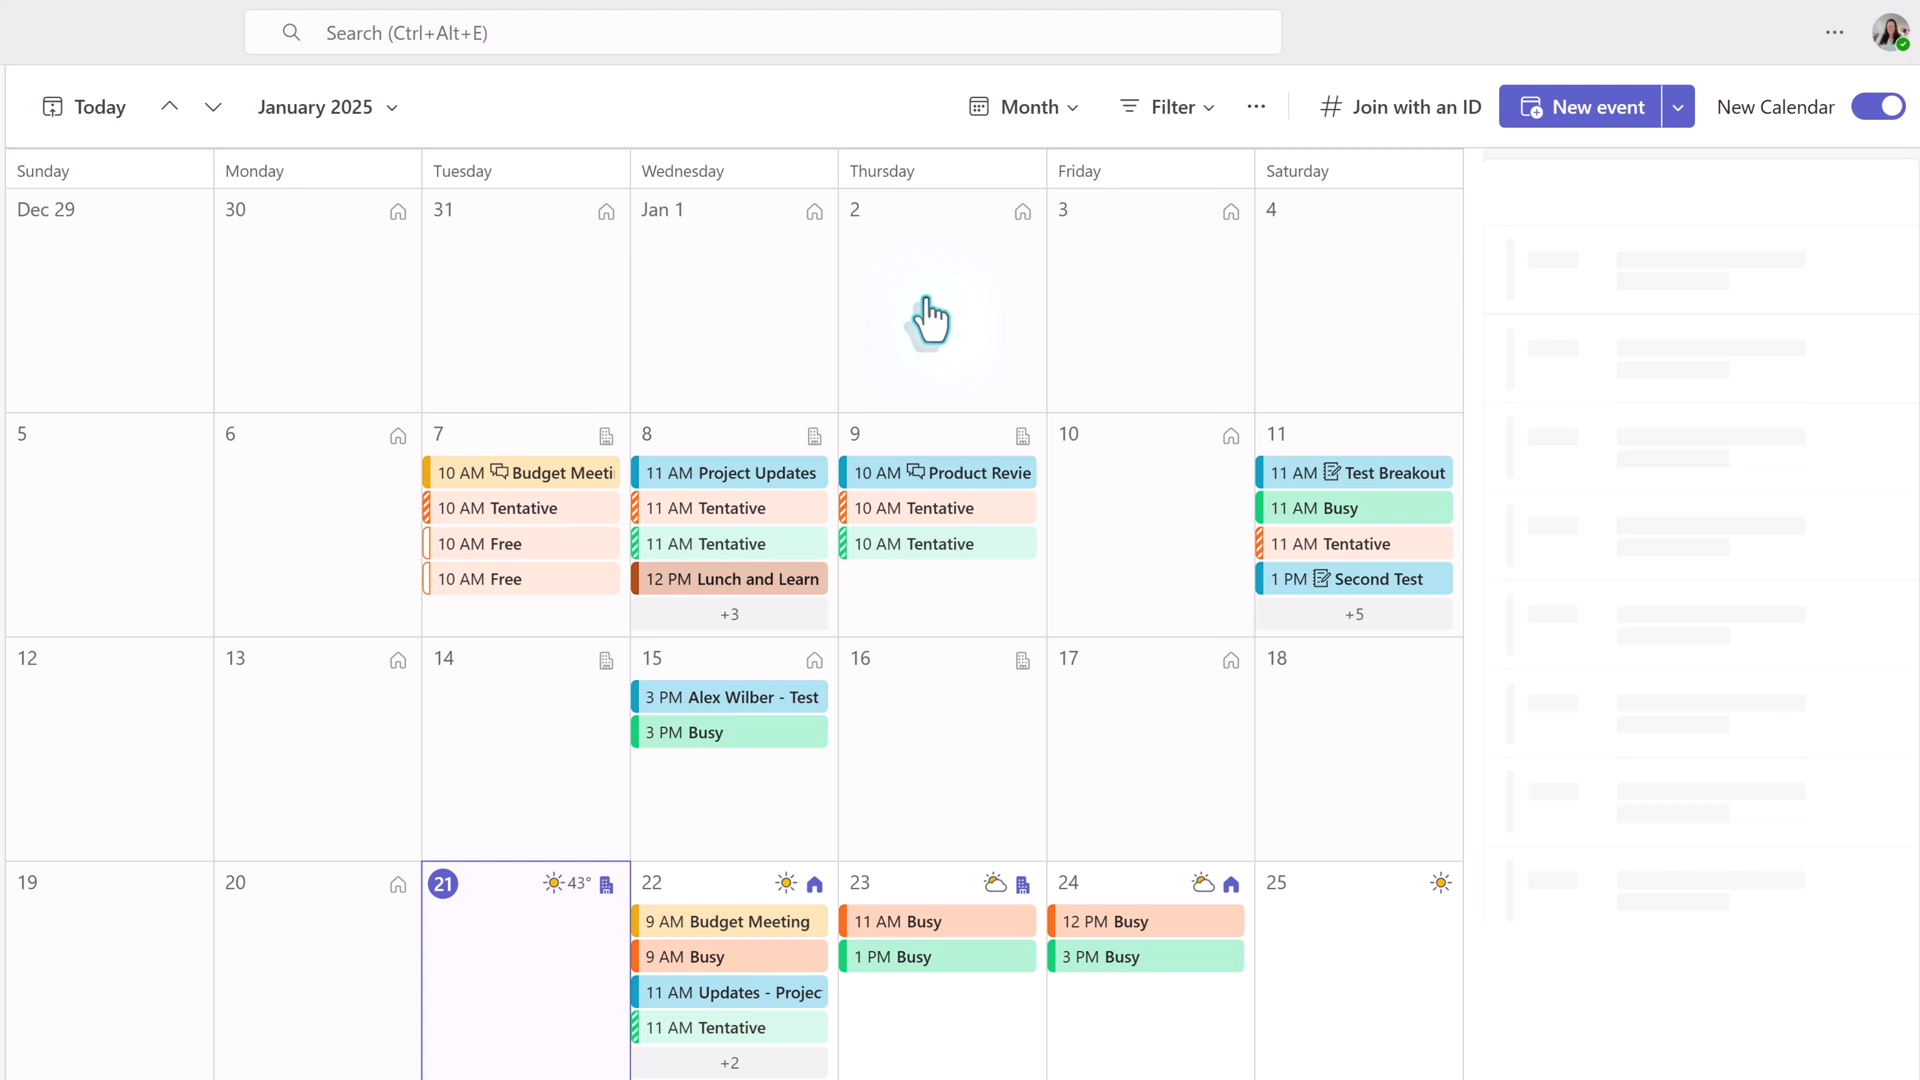 Search (Ctrl+Alt+E)
Today
January 2025
Month
Filter
Join with an ID
New event
New Calendar
Sunday Monday Tuesday Wednesday Thursday Friday Saturday
Dec 29 30 31 Jan 1 2 3 4
5 6 7 8 9 10 11
10 AM Budget Meeti
10 AM Tentative
10 AM Free
10 AM Free
11 AM Project Updates
11 AM Tentative
11 AM Tentative
12 PM Lunch and Learn
+3
10 AM Product Revie
10 AM Tentative
10 AM Tentative
11 AM Test Breakout
11 AM Busy
11 AM Tentative
1 PM Second Test
+5
12 13 14 15 16 17 18
3 PM Alex Wilber - Test
3 PM Busy
19 20 21 43° 22 23 24 25
9 AM Budget Meeting
9 AM Busy
11 AM Updates - Projec
11 AM Tentative
+2
11 AM Busy
1 PM Busy
12 PM Busy
3 PM Busy